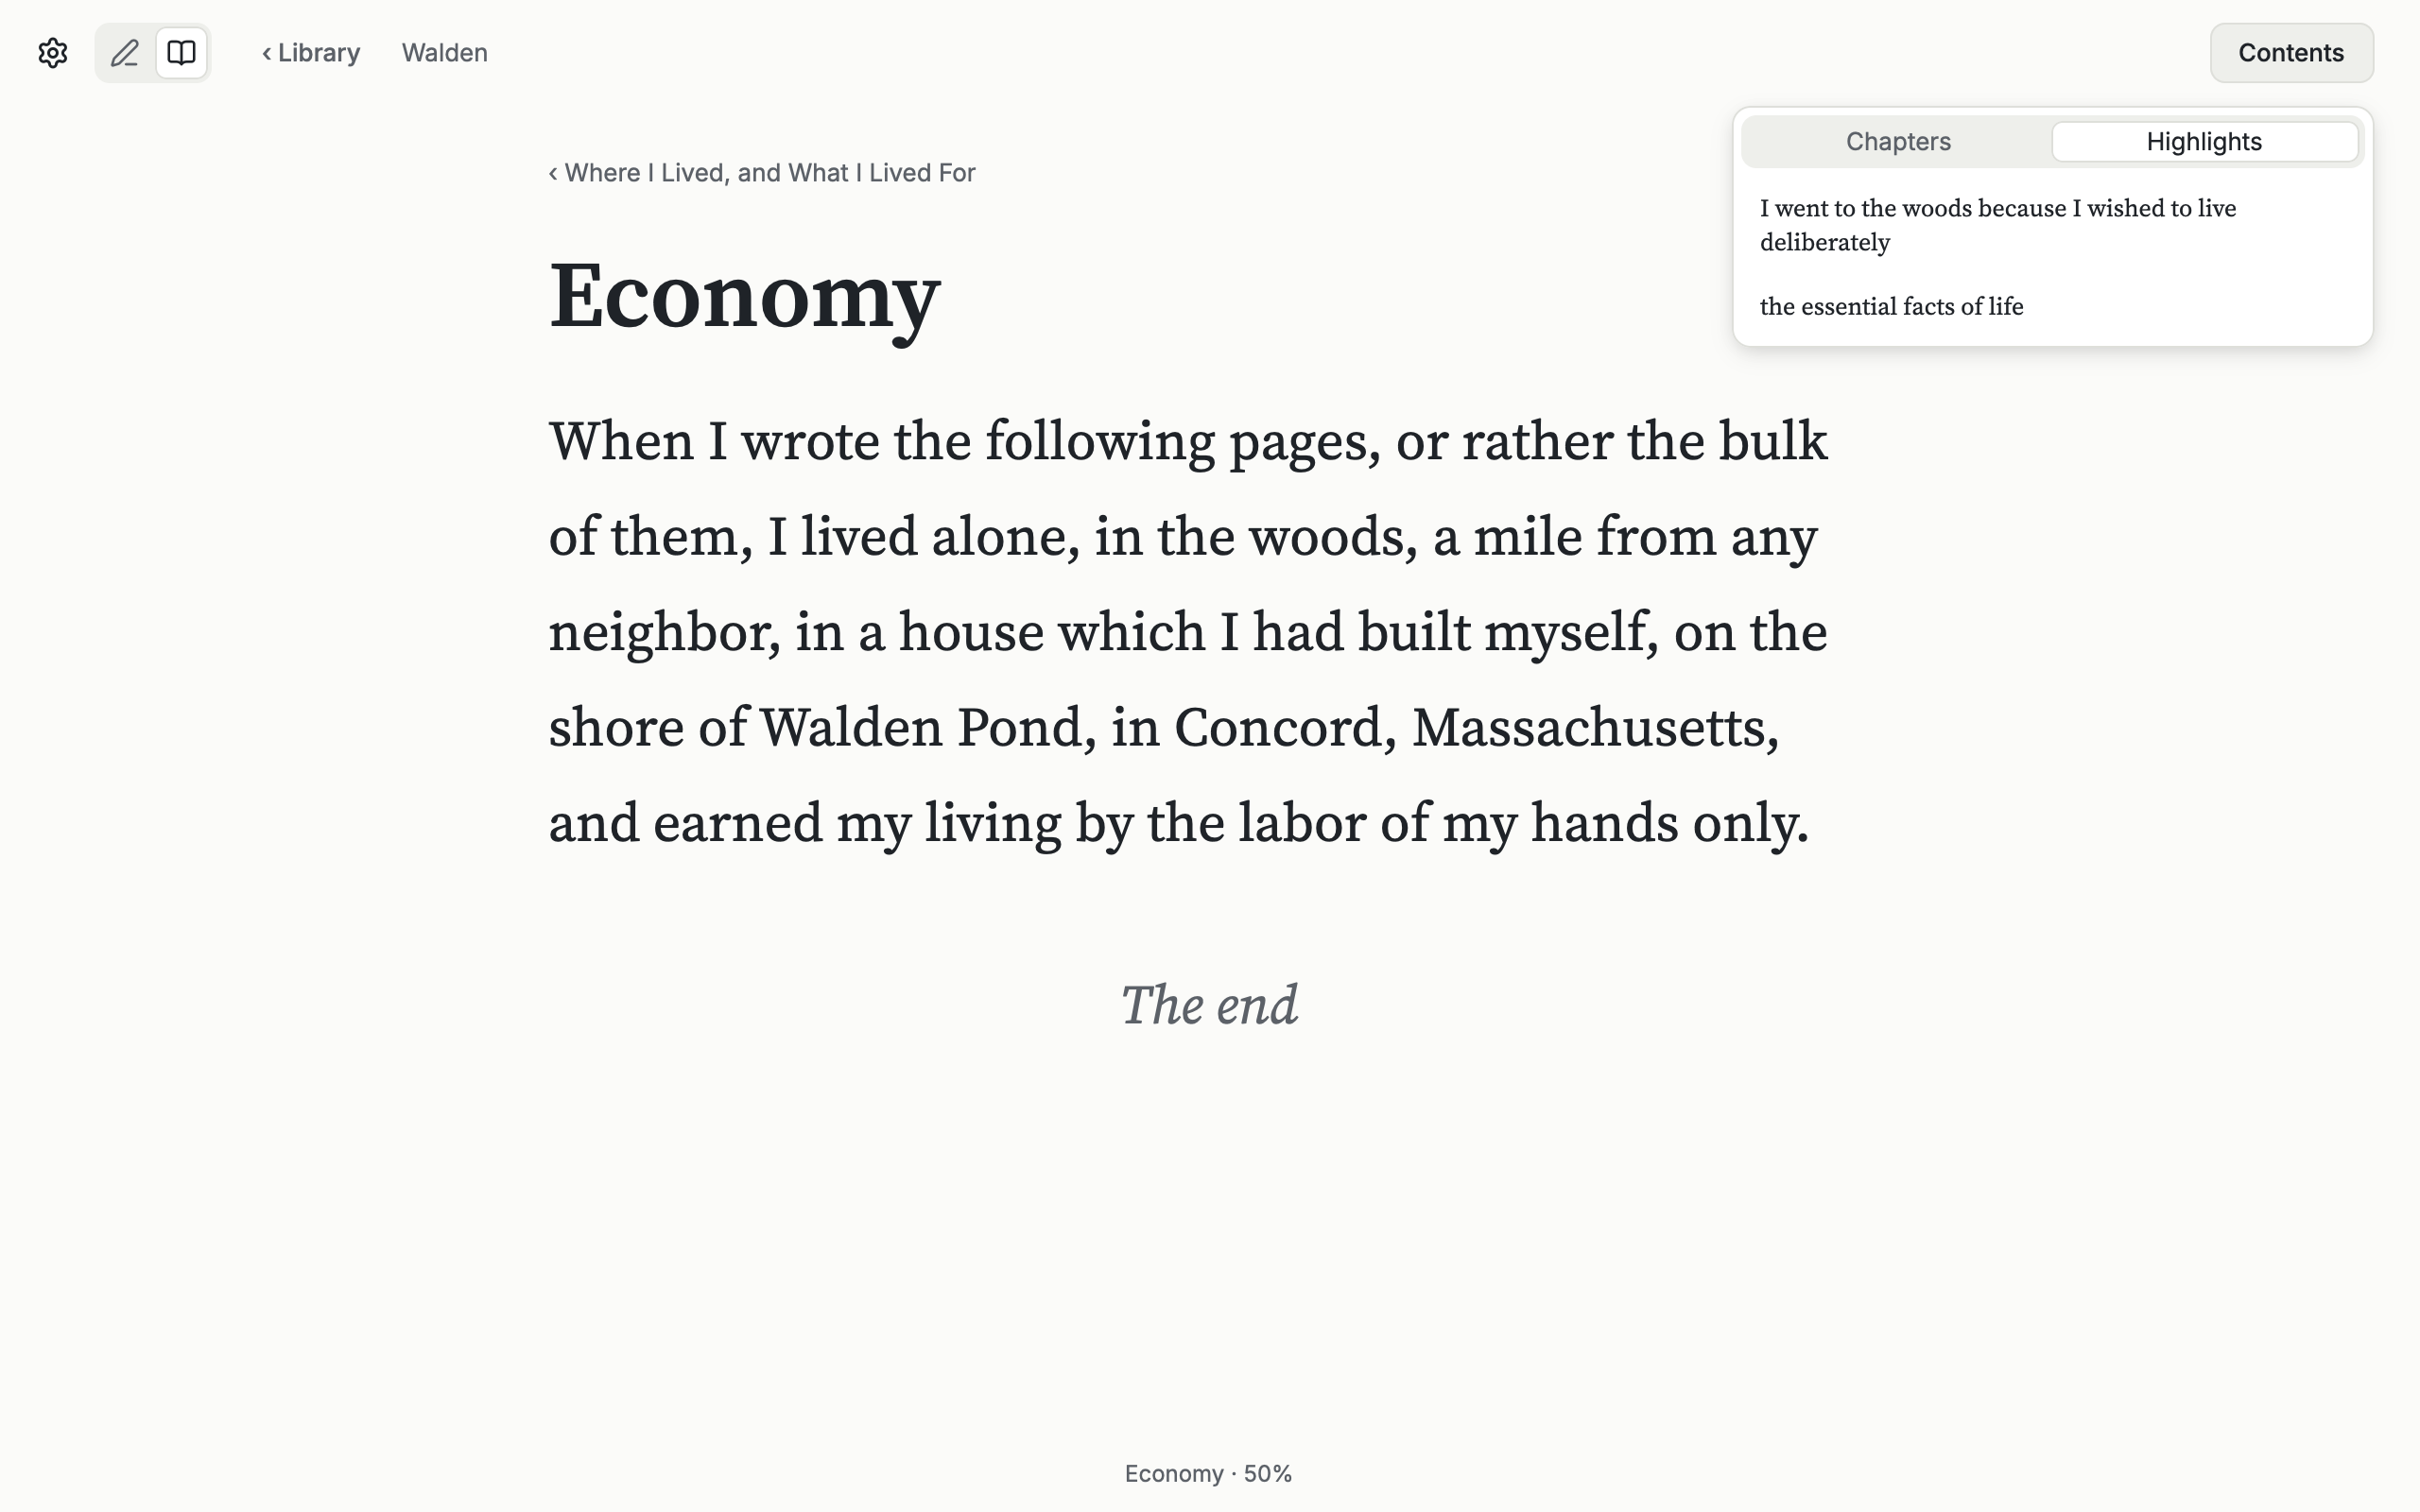 ‹ Library
Walden
Contents
Chapters
Highlights
I went to the woods because I wished to live
deliberately
the essential facts of life
‹ Where I Lived, and What I Lived For
Economy
When I wrote the following pages, or rather the bulk
of them, I lived alone, in the woods, a mile from any
neighbor, in a house which I had built myself, on the
shore of Walden Pond, in Concord, Massachusetts,
and earned my living by the labor of my hands only.
The end
Economy · 50%